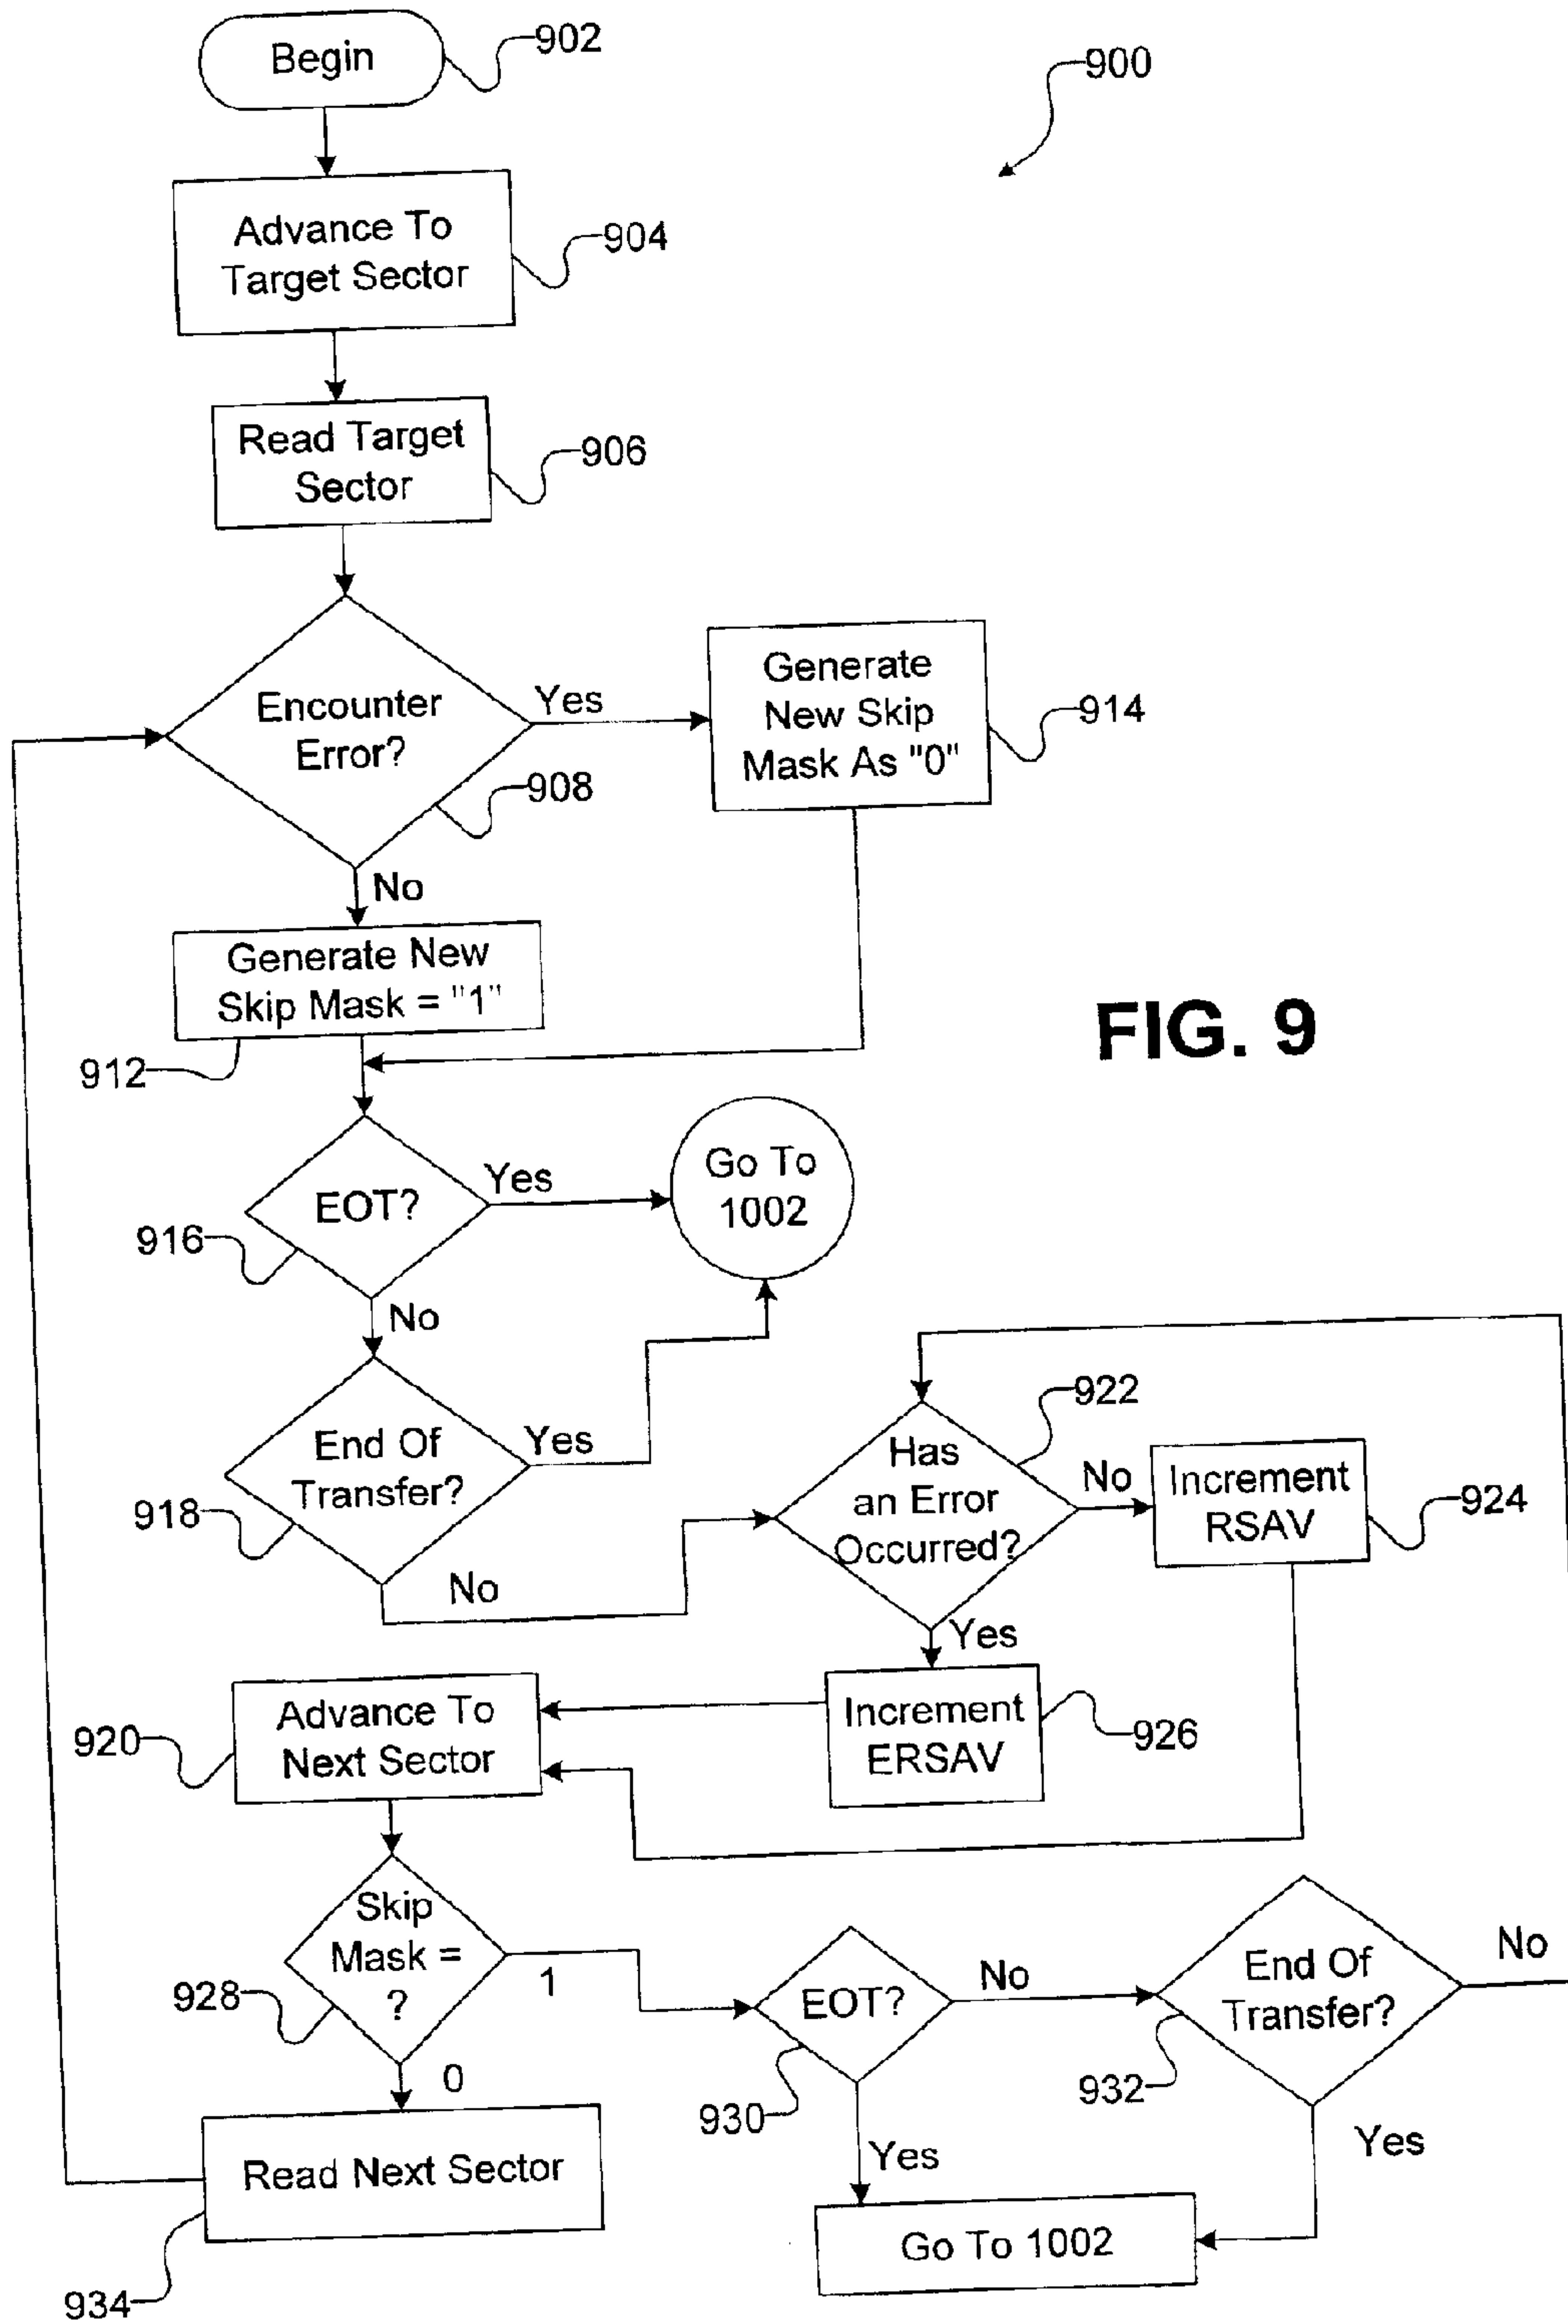 Begin
902
900
Advance To
Target Sector
904
Read Target
Sector
906
Encounter
Error?
Yes
908
No
Generate
New Skip
Mask As "0"
914
Generate New
Skip Mask = "1"
912
FIG. 9
EOT?
Yes
916
No
Go To
1002
End Of
Transfer?
Yes
918
No
Has
an Error
Occurred?
922
No
Yes
Increment
RSAV
924
Increment
ERSAV
926
Advance To
Next Sector
920
Skip
Mask =
?
1
928
0
EOT?
No
930
Yes
End Of
Transfer?
No
932
Yes
Read Next Sector
934
Go To 1002